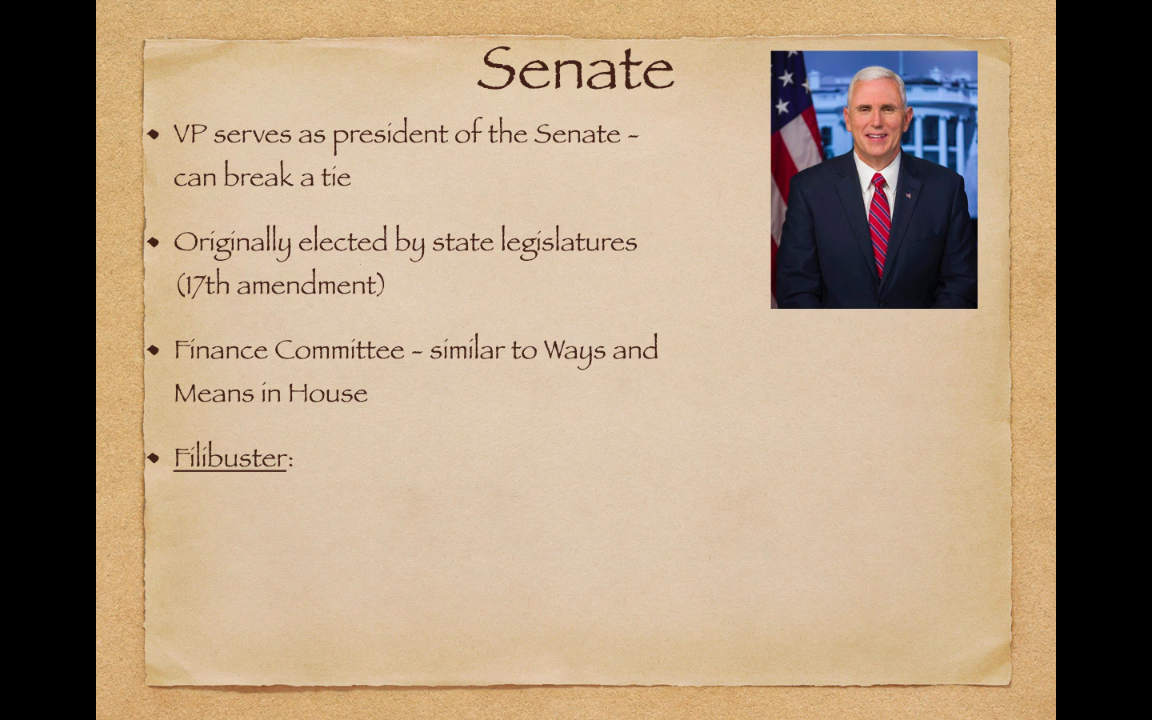 Senate
• VP serves as president of the Senate -
can break a tie
• Originally elected by state legislatures
(17th amendment)
• Finance Committee - similar to Ways and
Means in House
• Filibuster: